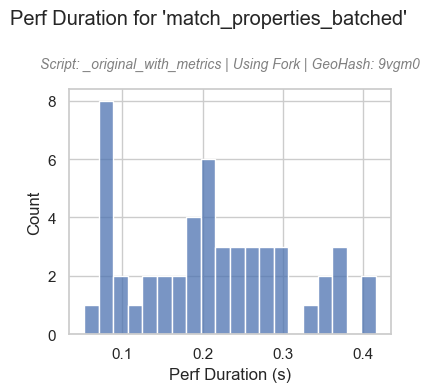 Perf Duration for 'match_properties_batched'
Script: _original_with_metrics | Using Fork | GeoHash: 9vgm0
8
6
4
2
0
Count
0.1 0.2 0.3 0.4
Perf Duration (s)